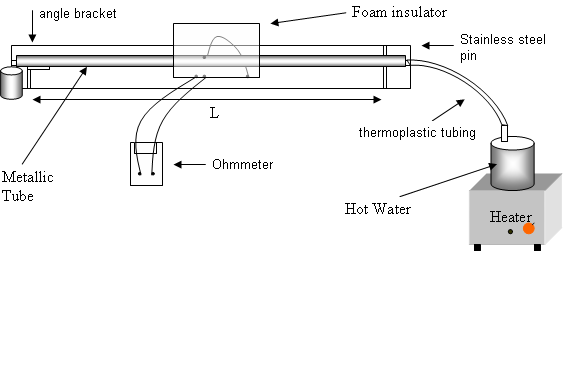 angle bracket
Foam insulator
Stainless steel
pin
L
thermoplastic tubing
Ohmmeter
Metallic
Tube
Hot Water
Heater